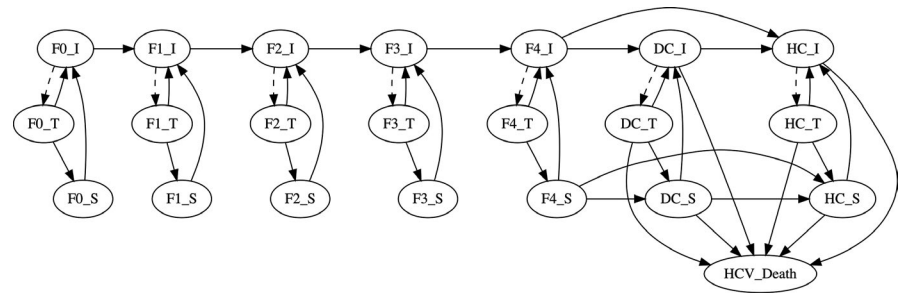 F0_I F1_I F2_I F3_I F4_I DC_I HC_I
F0_T F1_T F2_T F3_T F4_T DC_T HC_T
F0_S F1_S F2_S F3_S F4_S DC_S HC_S
HCV_Death